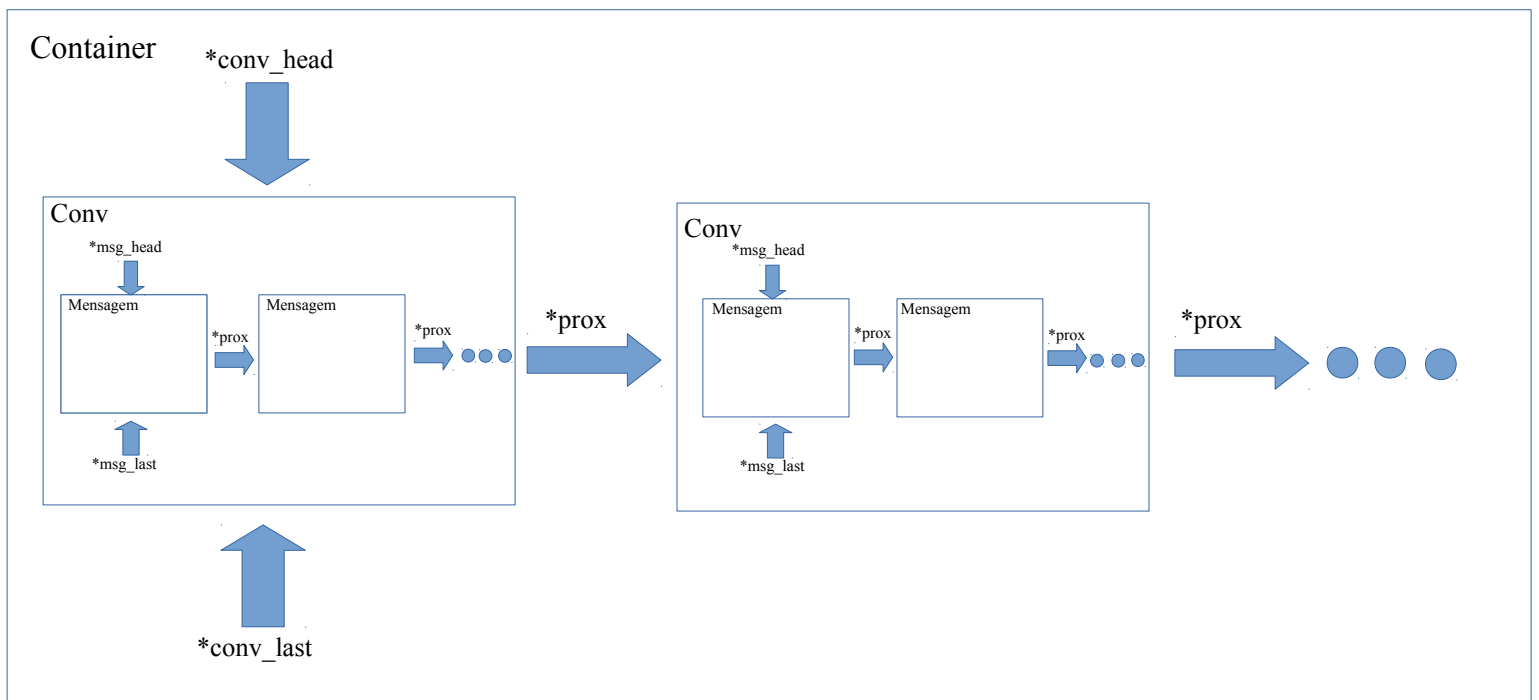 Container
*conv_head
Conv
*msg_head
Mensagem
*prox
Mensagem
*prox
*msg_last
*prox
Conv
*msg_head
Mensagem
*prox
Mensagem
*prox
*msg_last
*prox
*conv_last